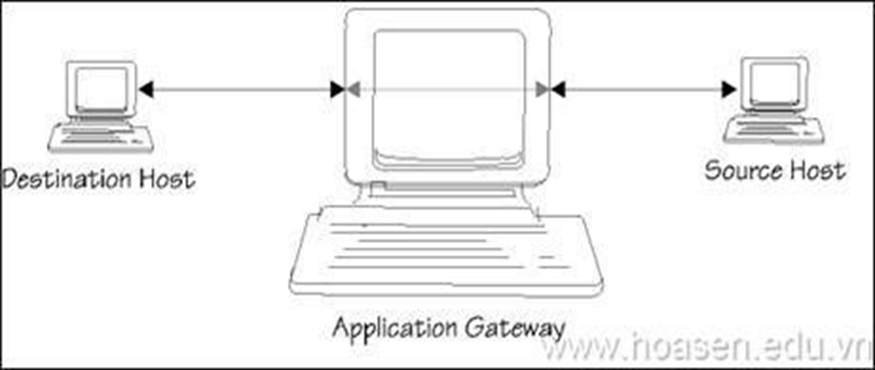 Destination Host
Source Host
Application Gateway
www.hoasen.edu.vn